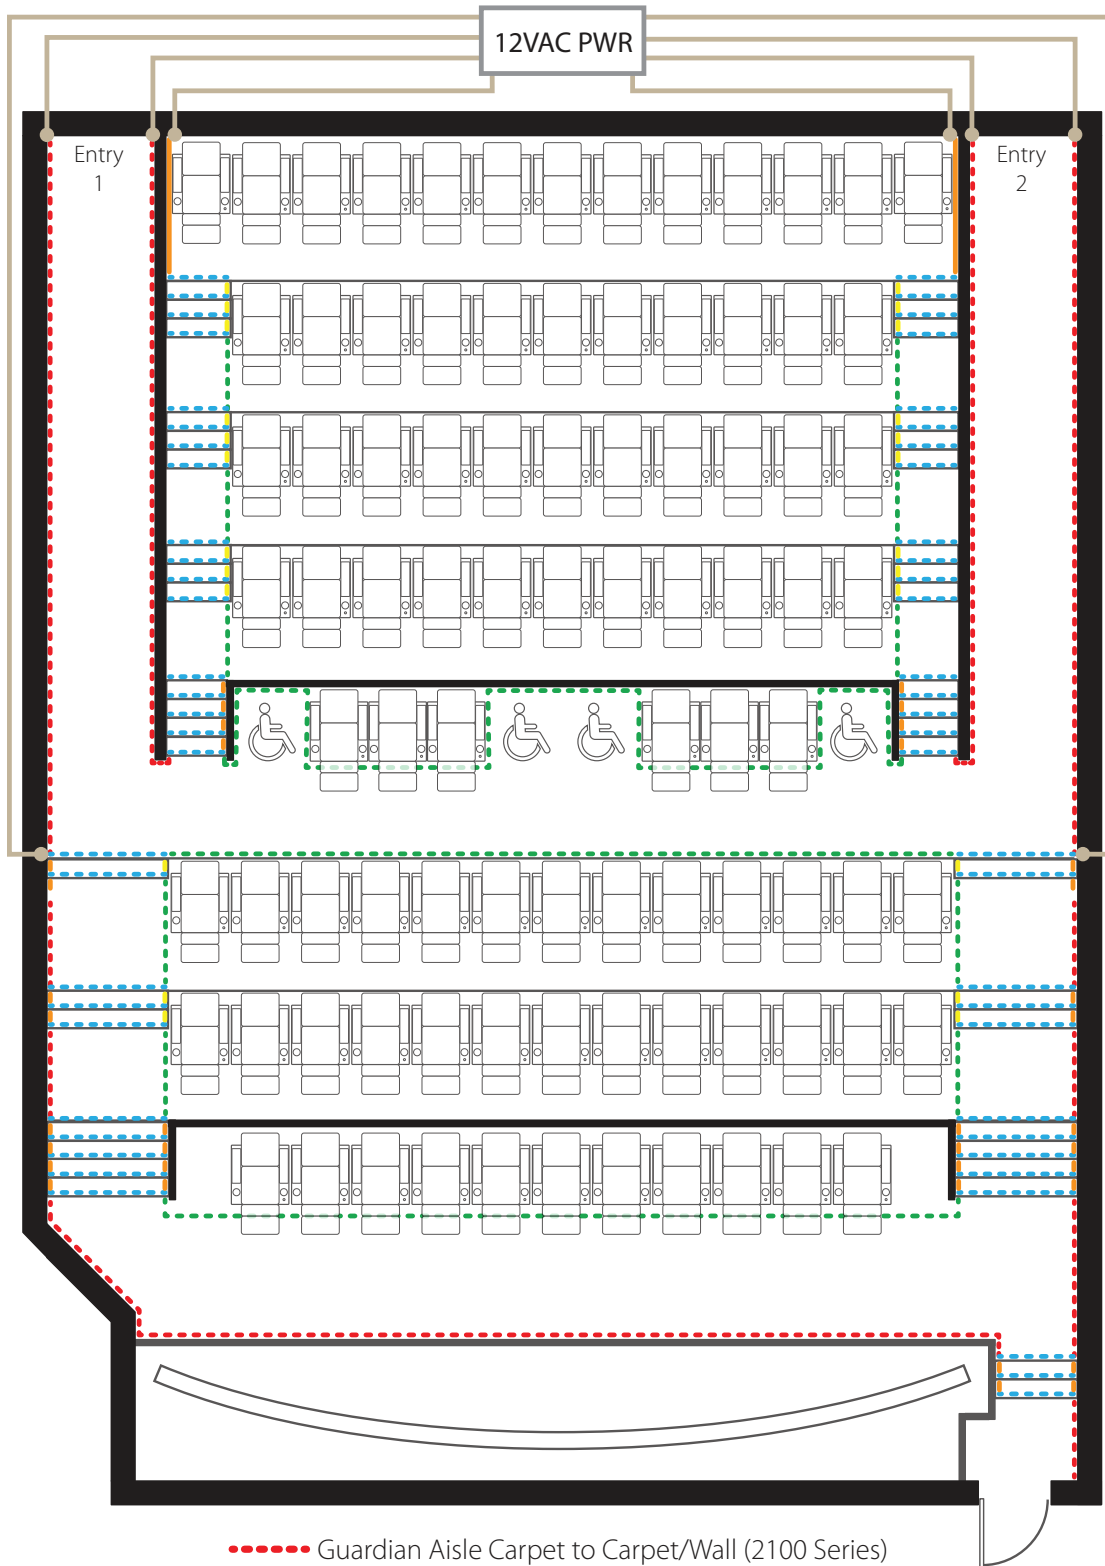 12VAC PWR
Entry
1
Entry
2
Guardian Aisle Carpet to Carpet/Wall (2100 Series)